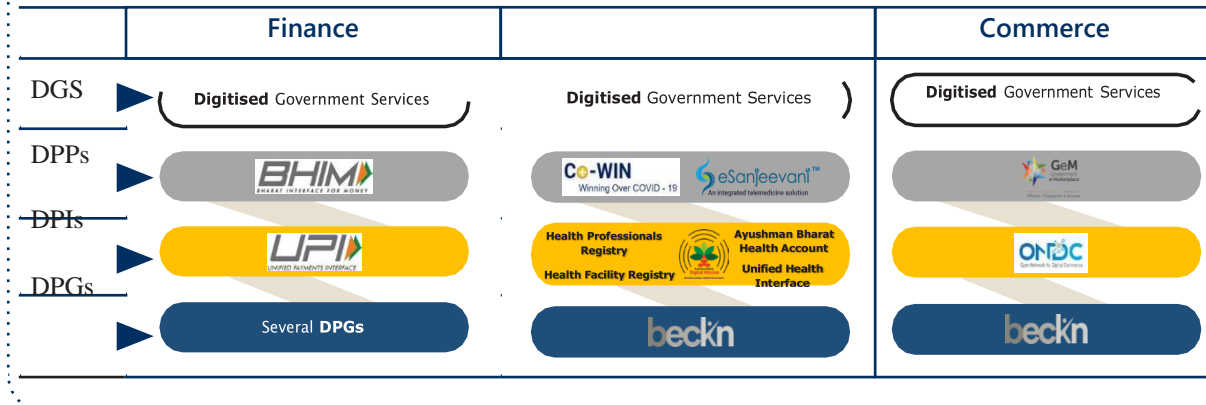 Finance
Commerce
DGS
Digitised Government Services
Digitised Government Services
Digitised Government Services
DPPs
BHIM
BHARAT INTERFACE FOR MONEY
Co-WIN
Winning Over COVID - 19
eSanjeevani™
An integrated telemedicine solution
GeM
Government
e Marketplace
DPIs
UPI
UNIFIED PAYMENTS INTERFACE
Health Professionals
Registry
Health Facility Registry
Ayushman Bharat
Health Account
Unified Health
Interface
ONDC
Open Network for Digital Commerce
DPGs
Several DPGs
beckn
beckn